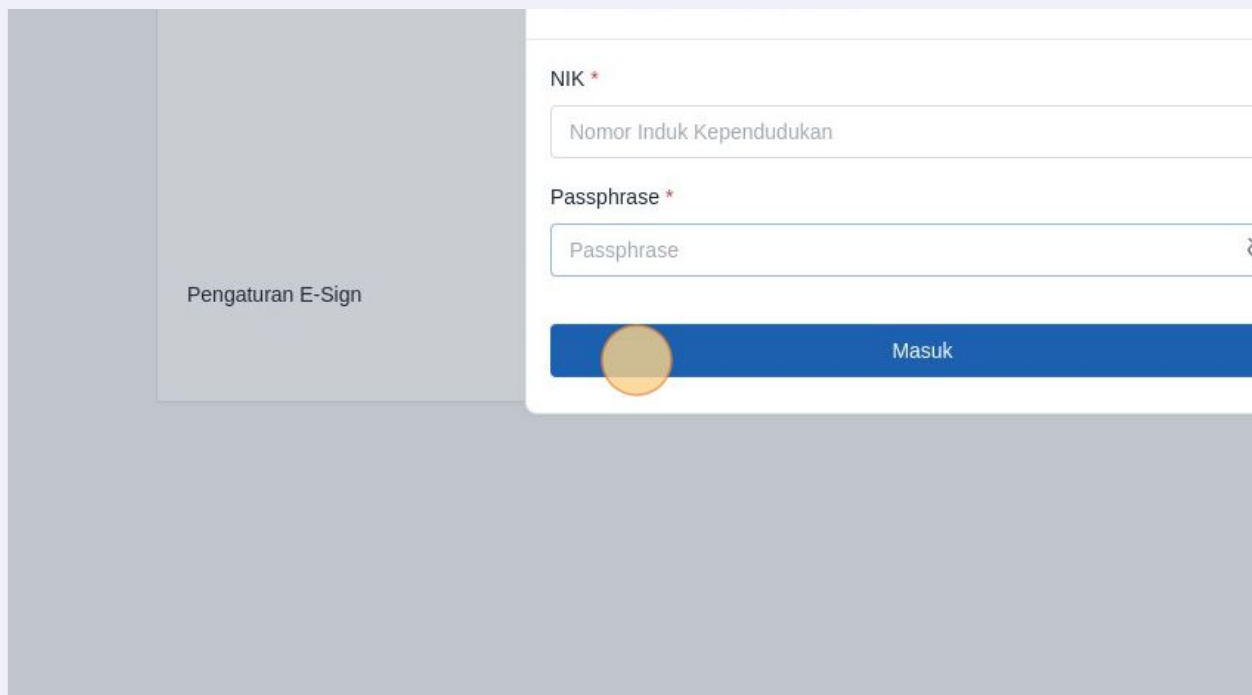 NIK *
Nomor Induk Kependudukan
Passphrase *
Passphrase
Pengaturan E-Sign
Masuk